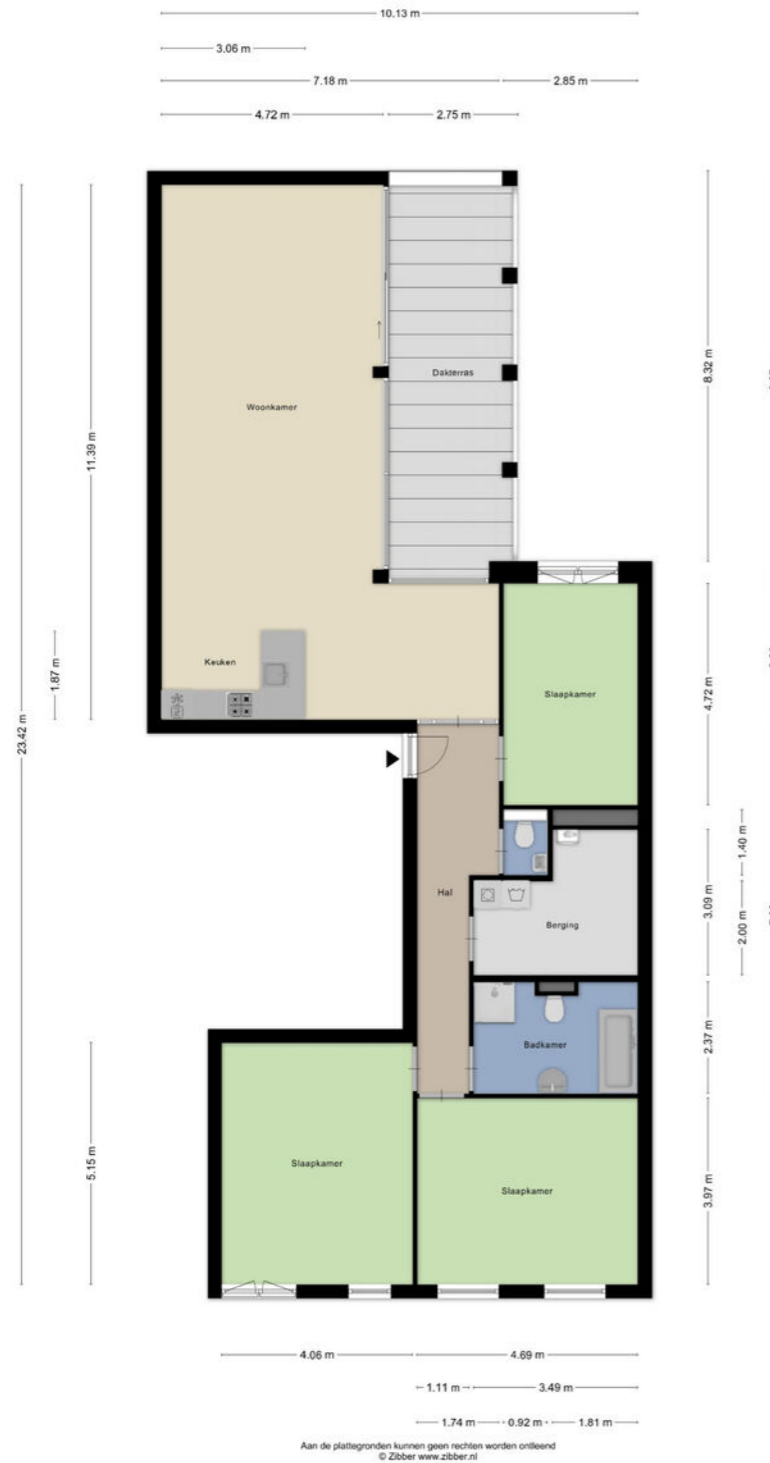 10.13 m
3.06 m
7.18 m
2.85 m
4.72 m
2.75 m
23.42 m
11.39 m
8.32 m
Dakterras
Woonkamer
1.87 m
Keuken
Slaapkamer
4.72 m
Hal
Berging
3.09 m
1.40 m
2.00 m
Badkamer
2.37 m
5.15 m
Slaapkamer
Slaapkamer
3.97 m
4.06 m
4.69 m
1.11 m
3.49 m
1.74 m
0.92 m
1.81 m
Aan de plattegronden kunnen geen rechten worden ontleend
© Zibber www.zibber.nl